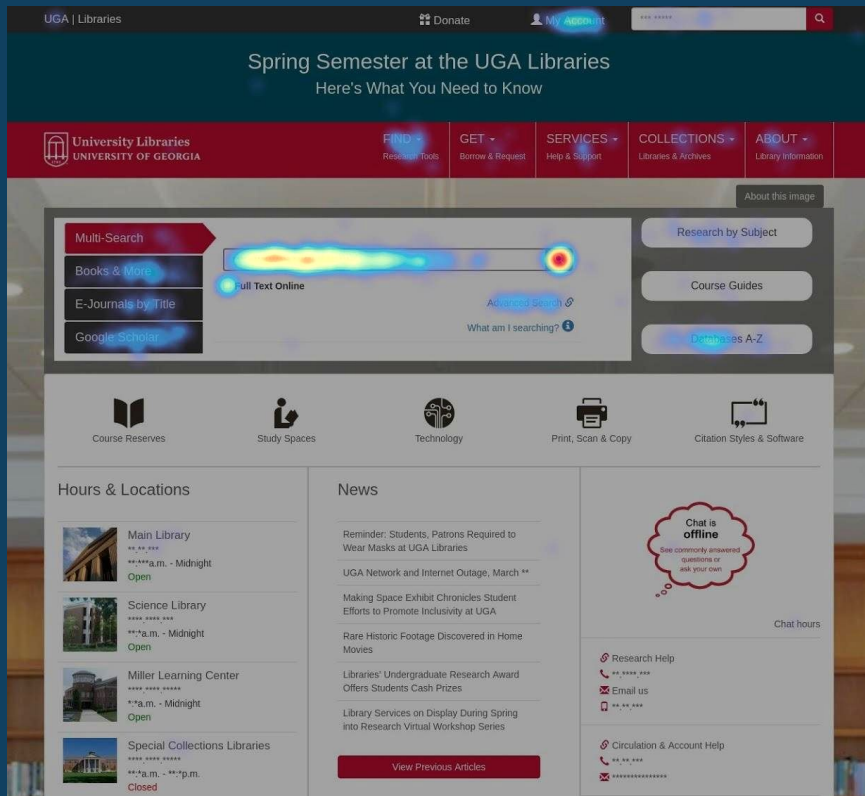 UGA | Libraries
Donate
My Account
*** *****
Spring Semester at the UGA Libraries
Here's What You Need to Know
University Libraries
UNIVERSITY OF GEORGIA
FIND
Research Tools
GET
Borrow & Request
SERVICES
Help & Support
COLLECTIONS
Libraries & Archives
ABOUT
Library Information
About this image
Multi-Search
Books & More
E-Journals by Title
Google Scholar
Full Text Online
Advanced Search
What am I searching?
Research by Subject
Course Guides
Databases A-Z
Course Reserves
Study Spaces
Technology
Print, Scan & Copy
Citation Styles & Software
Hours & Locations
Main Library
**.**.***
**:***a.m. - Midnight
Open
Science Library
****.****.***
**:*a.m. - Midnight
Open
Miller Learning Center
****.****.*****
*:*a.m. - Midnight
Open
Special Collections Libraries
****.****.*****
**:*a.m. - **:*p.m.
Closed
News
Reminder: Students, Patrons Required to
Wear Masks at UGA Libraries
UGA Network and Internet Outage, March **
Making Space Exhibit Chronicles Student
Efforts to Promote Inclusivity at UGA
Rare Historic Footage Discovered in Home
Movies
Libraries' Undergraduate Research Award
Offers Students Cash Prizes
Library Services on Display During Spring
into Research Virtual Workshop Series
View Previous Articles
Chat is
offline
See commonly answered
questions or
ask your own
Chat hours
Research Help
**.****.***
Email us
**.**.***
Circulation & Account Help
**.**.***
***************